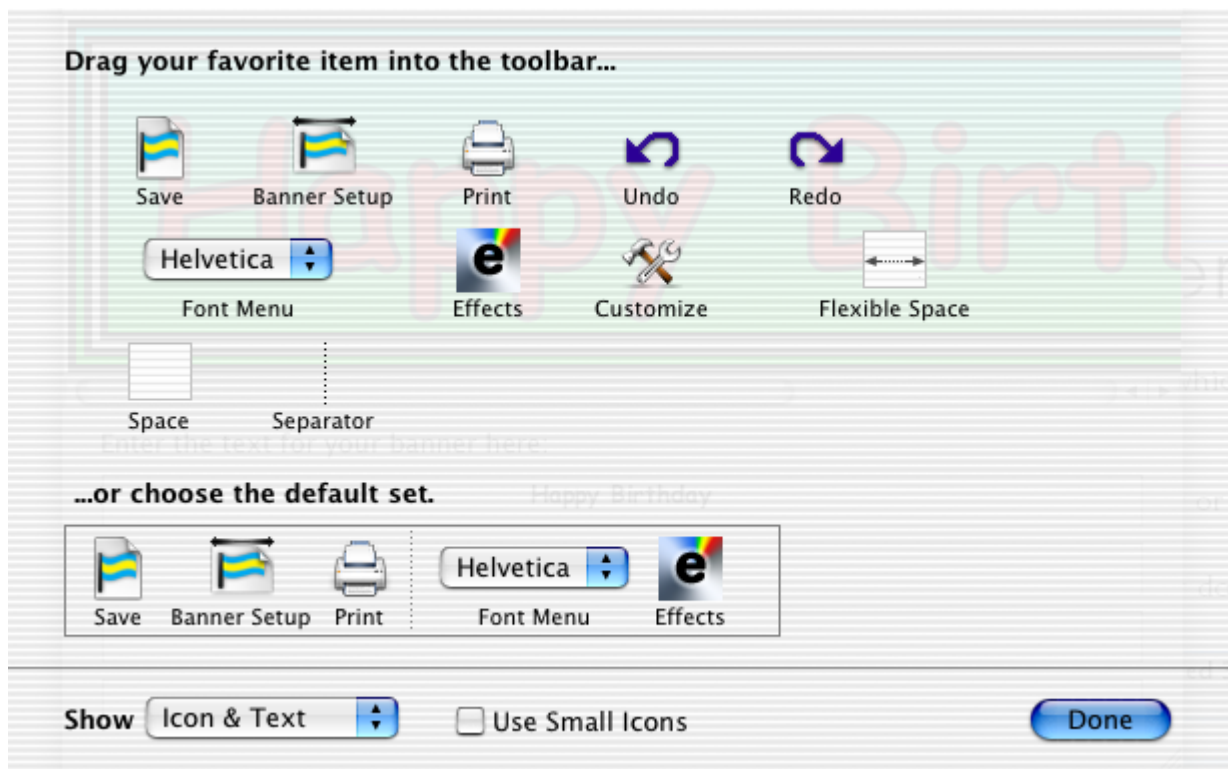 Drag your favorite item into the toolbar...
Save Banner Setup Print Undo Redo
Happy Birt
Helvetica e
Font Menu Effects Customize Flexible Space
Space Separator
Enter the text for your banner here:
...or choose the default set.
Happy Birthday
Helvetica e
Save Banner Setup Print Font Menu Effects
Show Icon & Text Use Small Icons Done